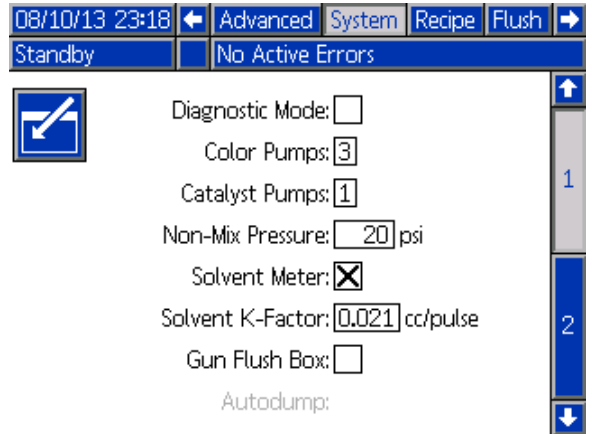 08/10/13 23:18 Advanced System Recipe Flush
Standby No Active Errors
Diagnostic Mode:
Color Pumps: 3
Catalyst Pumps: 1
1
Non-Mix Pressure: 20 psi
Solvent Meter:
Solvent K-Factor: 0.021 cc/pulse
2
Gun Flush Box:
Autodump: